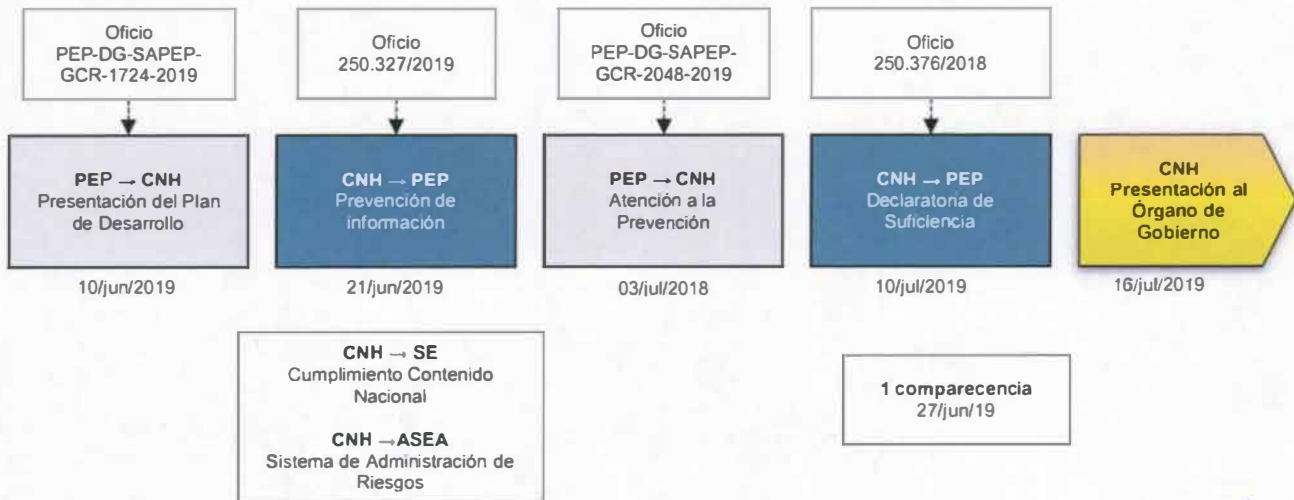 Oficio
PEP-DG-SAPEP-
GCR-1724-2019
Oficio
250.327/2019
Oficio
PEP-DG-SAPEP-
GCR-2048-2019
Oficio
250.376/2018
PEP → CNH
Presentación del Plan
de Desarrollo
CNH → PEP
Prevención de
información
PEP → CNH
Atención a la
Prevención
CNH → PEP
Declaratoria de
Suficiencia
CNH
Presentación al
Órgano de
Gobierno
10/jun/2019
21/jun/2019
03/jul/2018
10/jul/2019
16/jul/2019
CNH → SE
Cumplimiento Contenido
Nacional
CNH → ASEA
Sistema de Administración de
Riesgos
1 comparecencia
27/jun/19